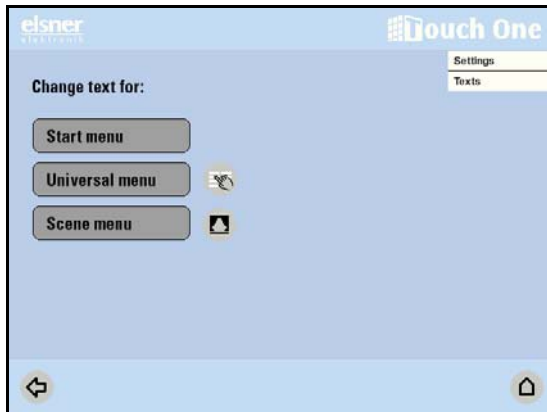 elsner
elektronik
Touch One
Settings
Texts
Change text for:
Start menu
Universal menu
Scene menu